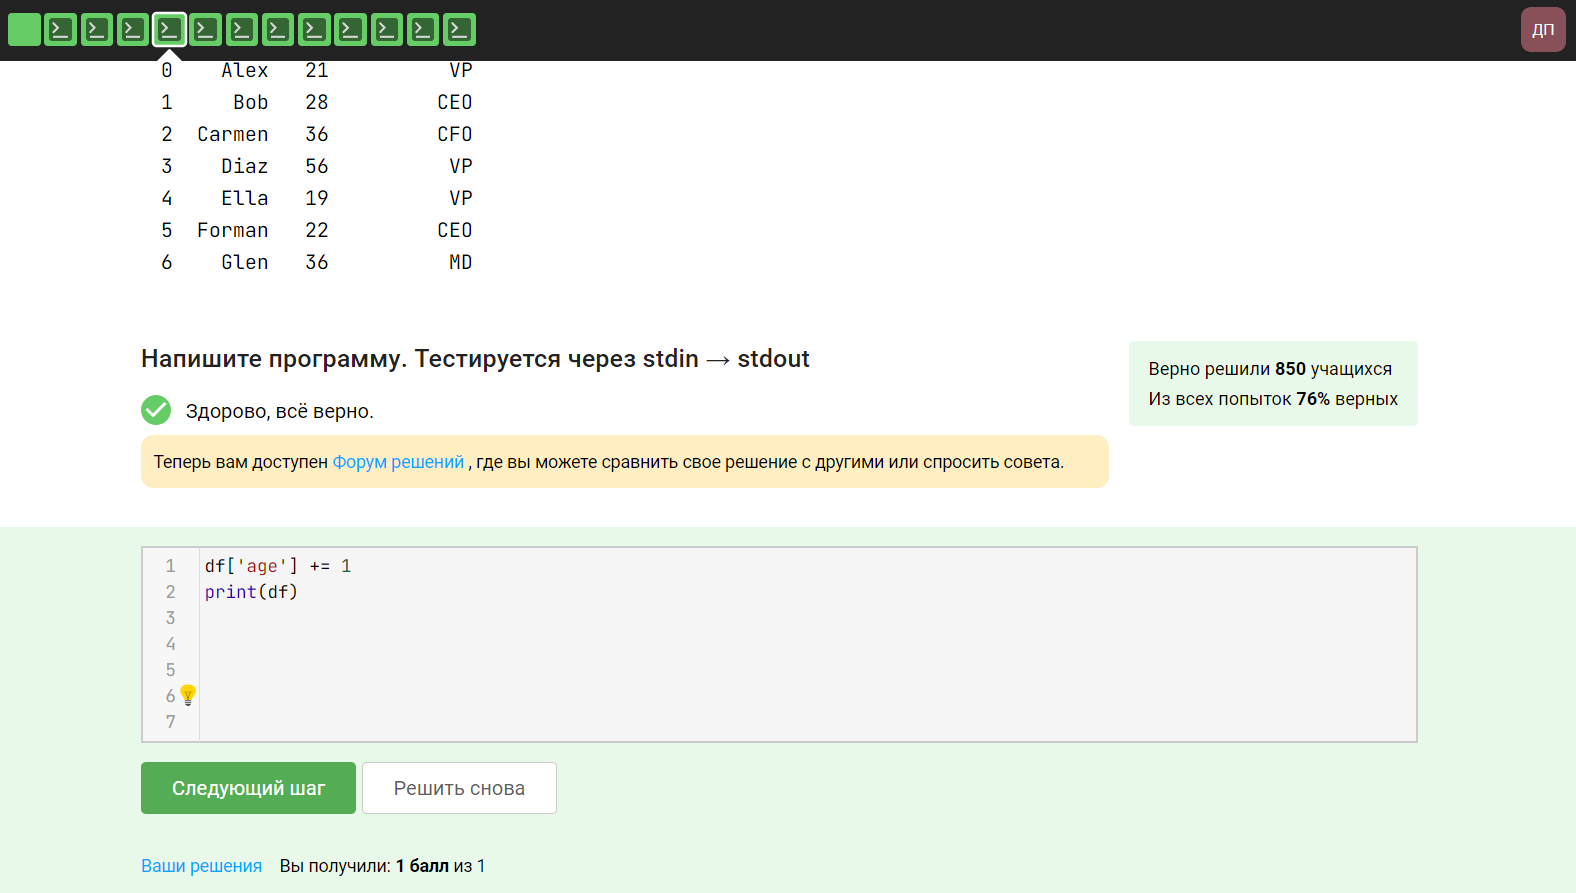 ДП
0 Alex 21 VP
1 Bob 28 CEO
2 Carmen 36 CFO
3 Diaz 56 VP
4 Ella 19 VP
5 Forman 22 CEO
6 Glen 36 MD
Напишите программу. Тестируется через stdin → stdout
Верно решили 850 учащихся
Из всех попыток 76% верных
Здорово, всё верно.
Теперь вам доступен Форум решений , где вы можете сравнить свое решение с другими или спросить совета.
1 df['age'] += 1
2 print(df)
3
4
5
6
7
Следующий шаг
Решить снова
Ваши решения Вы получили: 1 балл из 1